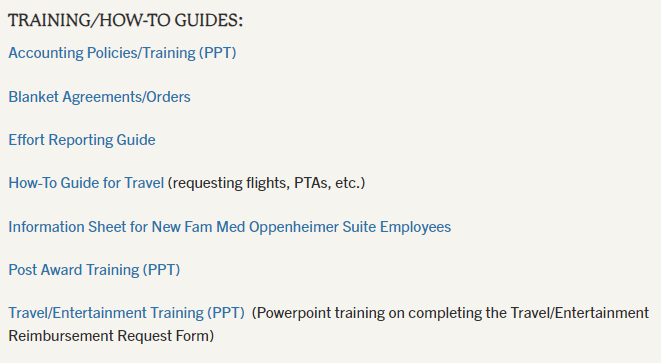 TRAINING/HOW-TO GUIDES:
Accounting Policies/Training (PPT)
Blanket Agreements/Orders
Effort Reporting Guide
How-To Guide for Travel (requesting flights, PTAs, etc.)
Information Sheet for New Fam Med Oppenheimer Suite Employees
Post Award Training (PPT)
Travel/Entertainment Training (PPT) (Powerpoint training on completing the Travel/Entertainment
Reimbursement Request Form)